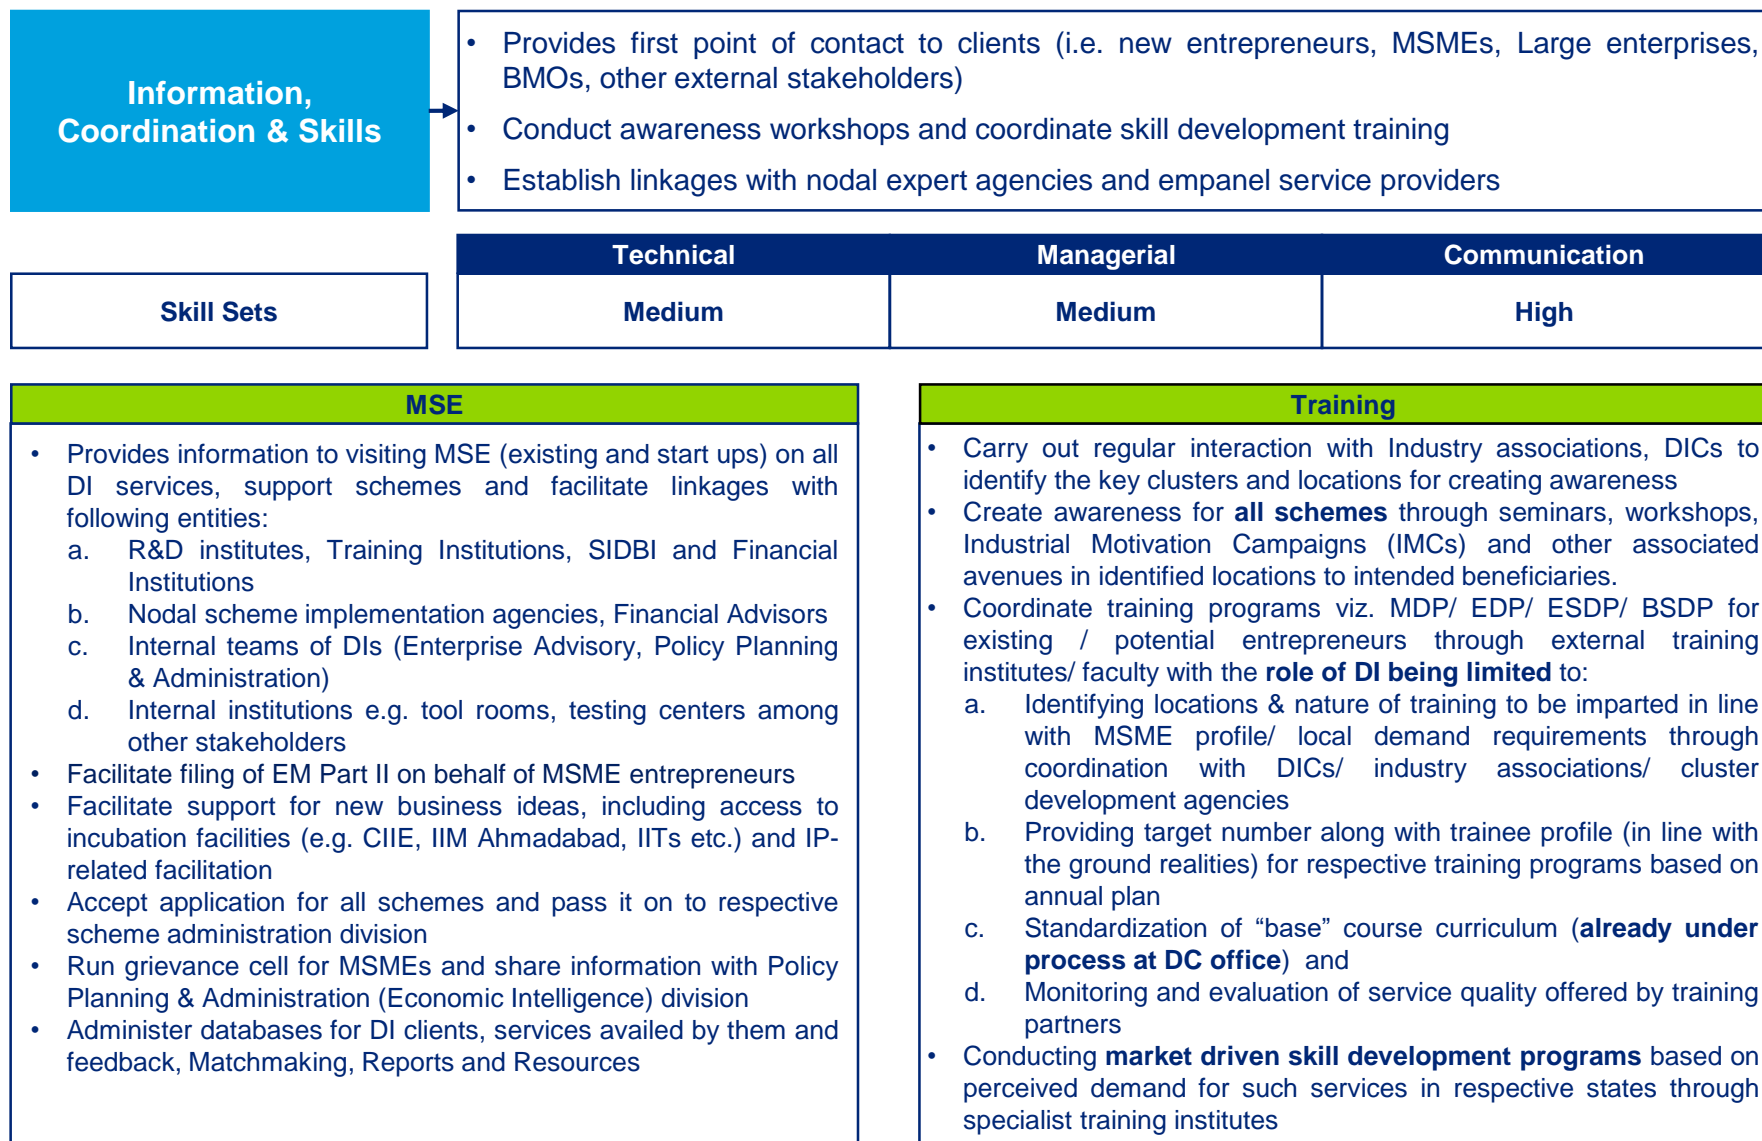 Information,
Coordination & Skills
• Provides first point of contact to clients (i.e. new entrepreneurs, MSMEs, Large enterprises,
BMOs, other external stakeholders)
• Conduct awareness workshops and coordinate skill development training
• Establish linkages with nodal expert agencies and empanel service providers
Technical Managerial Communication
Skill Sets Medium Medium High
MSE
• Provides information to visiting MSE (existing and start ups) on all
DI services, support schemes and facilitate linkages with
following entities:
a. R&D institutes, Training Institutions, SIDBI and Financial
Institutions
b. Nodal scheme implementation agencies, Financial Advisors
c. Internal teams of DIs (Enterprise Advisory, Policy Planning
& Administration)
d. Internal institutions e.g. tool rooms, testing centers among
other stakeholders
• Facilitate filing of EM Part II on behalf of MSME entrepreneurs
• Facilitate support for new business ideas, including access to
incubation facilities (e.g. CIIE, IIM Ahmadabad, IITs etc.) and IP-
related facilitation
• Accept application for all schemes and pass it on to respective
scheme administration division
• Run grievance cell for MSMEs and share information with Policy
Planning & Administration (Economic Intelligence) division
• Administer databases for DI clients, services availed by them and
feedback, Matchmaking, Reports and Resources
Training
• Carry out regular interaction with Industry associations, DICs to
identify the key clusters and locations for creating awareness
• Create awareness for all schemes through seminars, workshops,
Industrial Motivation Campaigns (IMCs) and other associated
avenues in identified locations to intended beneficiaries.
• Coordinate training programs viz. MDP/ EDP/ ESDP/ BSDP for
existing / potential entrepreneurs through external training
institutes/ faculty with the role of DI being limited to:
a. Identifying locations & nature of training to be imparted in line
with MSME profile/ local demand requirements through
coordination with DICs/ industry associations/ cluster
development agencies
b. Providing target number along with trainee profile (in line with
the ground realities) for respective training programs based on
annual plan
c. Standardization of “base” course curriculum (already under
process at DC office) and
d. Monitoring and evaluation of service quality offered by training
partners
• Conducting market driven skill development programs based on
perceived demand for such services in respective states through
specialist training institutes